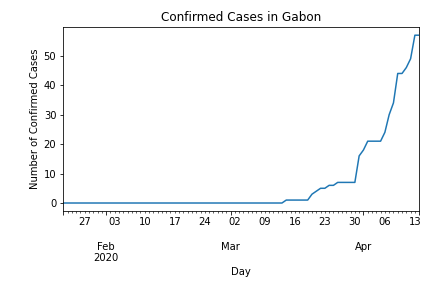 Confirmed Cases in Gabon
Number of Confirmed Cases
50
40
30
20
10
0
27 03 10 17 24 02 09 16 23 30 06 13
Feb Mar Apr
2020
Day